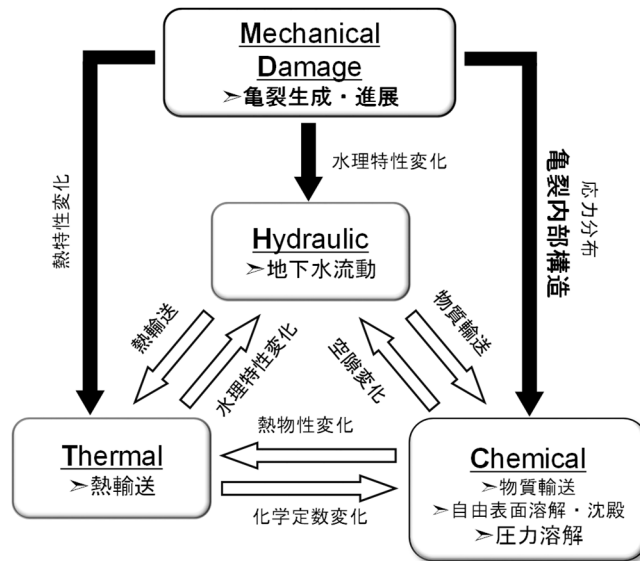 Mechanical
Damage
➢亀裂生成・進展
水理特性変化
熱特性変化
応力分布
亀裂内部構造
Hydraulic
➢地下水流動
熱輸送
水理特性変化
物質輸送
空隙変化
Thermal
➢熱輸送
熱物性変化
化学定数変化
Chemical
➢物質輸送
➢自由表面溶解・沈殿
➢圧力溶解